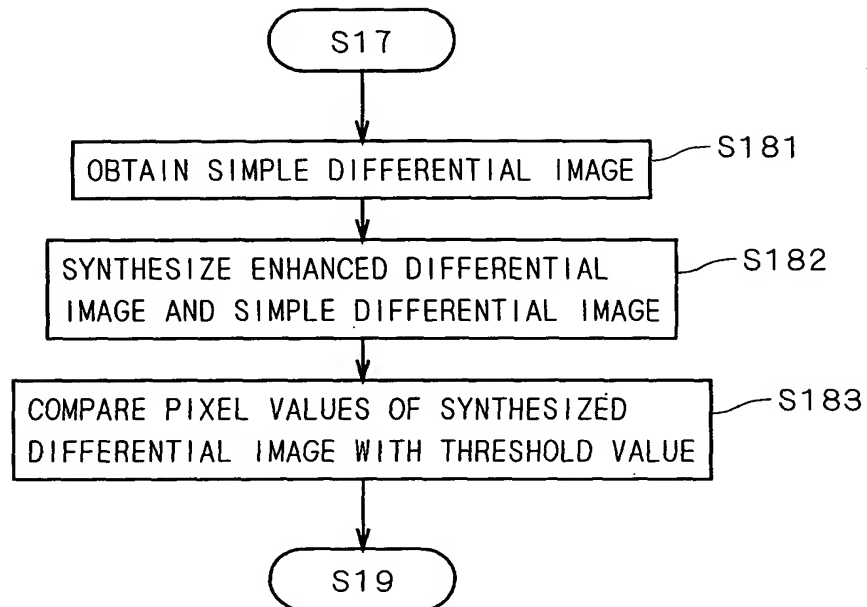 S17
OBTAIN SIMPLE DIFFERENTIAL IMAGE
S181
SYNTHESIZE ENHANCED DIFFERENTIAL
IMAGE AND SIMPLE DIFFERENTIAL IMAGE
S182
COMPARE PIXEL VALUES OF SYNTHESIZED
DIFFERENTIAL IMAGE WITH THRESHOLD VALUE
S183
S19